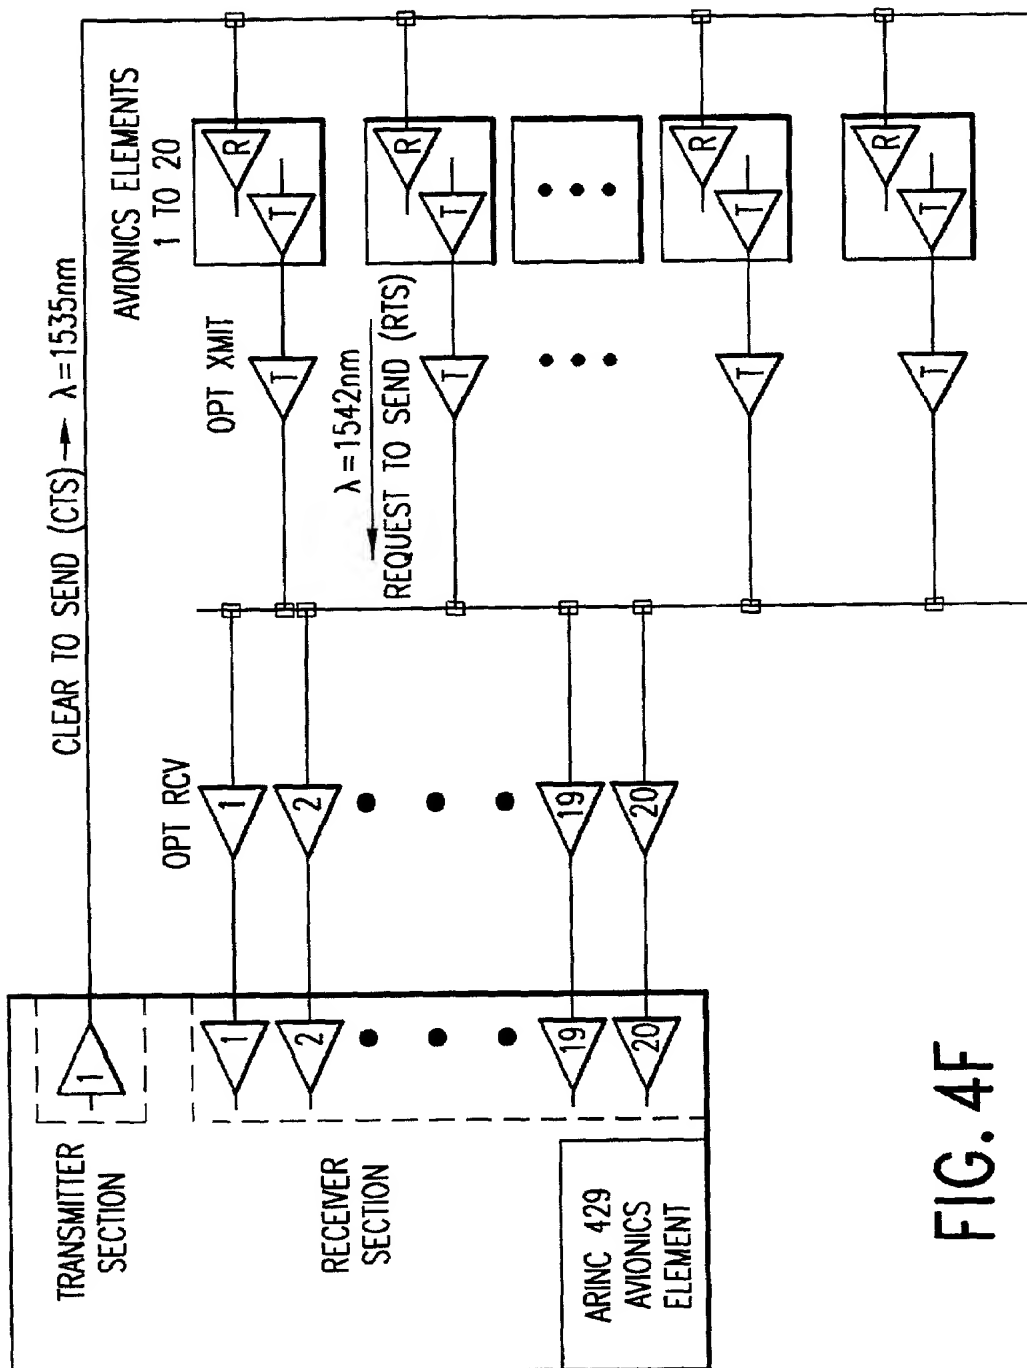 CLEAR TO SEND (CTS) → λ=1535nm
AVIONICS ELEMENTS
1 TO 20
OPT XMIT
λ=1542nm
REQUEST TO SEND (RTS)
OPT RCV
TRANSMITTER
SECTION
RECEIVER
SECTION
ARINC 429
AVIONICS
ELEMENT
1
1
2
19
20
1
2
19
20
T
T
T
T
T
R
T
R
T
R
T
R
FIG. 4F